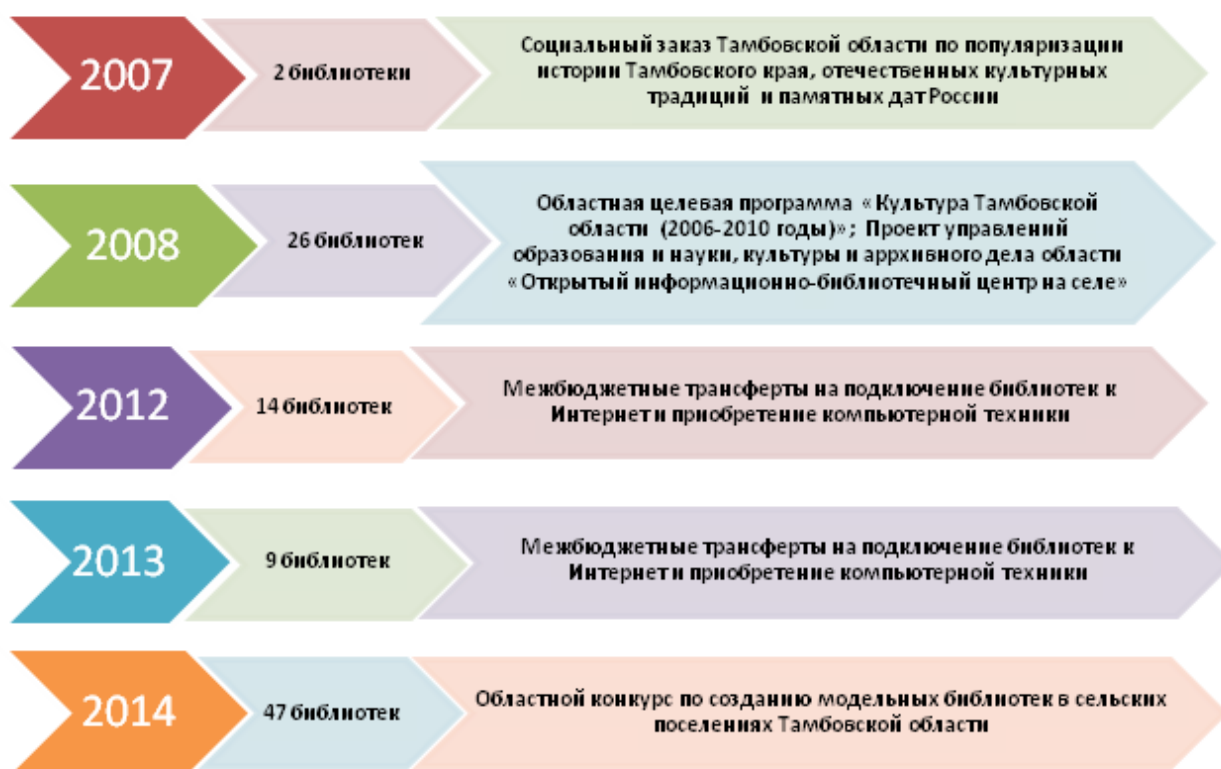 2007
2 библиотеки
Социальный заказ Тамбовской области по популяризации
истории Тамбовского края, отечественных культурных
традиций и памятных дат России
2008
26 библиотек
Областная целевая программа «Культура Тамбовской
области (2006-2010 годы)»; Проект управлений
образования и науки, культуры и аррхивного дела области
«Открытый информационно-библиотечный центр на селе»
2012
14 библиотек
Межбюджетные трансферты на подключение библиотек к
Интернет и приобретение компьютерной техники
2013
9 библиотек
Межбюджетные трансферты на подключение библиотек к
Интернет и приобретение компьютерной техники
2014
47 библиотек
Областной конкурс по созданию модельных библиотек в сельских
поселениях Тамбовской области